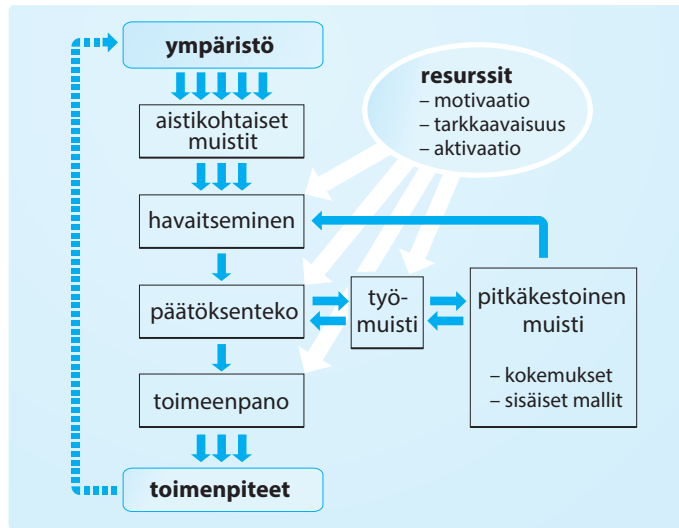 ympäristö
resurssit
– motivaatio
– tarkkaavaisuus
– aktivaatio
aistikohtaiset
muistit
havaitseminen
päätöksenteko
työ-
muisti
pitkäkestoinen
muisti
– kokemukset
– sisäiset mallit
toimeenpano
toimenpiteet